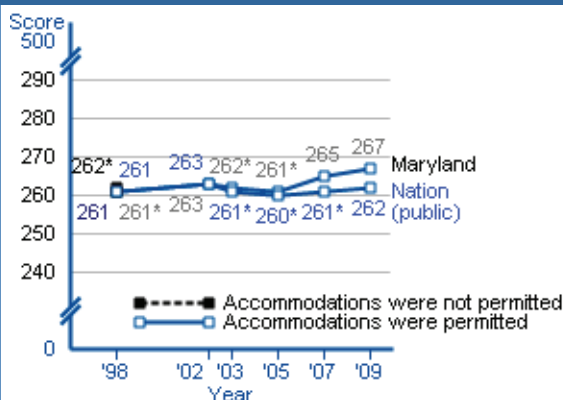 Score
500
290
280
270
260
250
240
0
262* 261 263 262* 261* 265 267
Maryland
261 261* 263 261* 260* 261* 262
Nation
(public)
Accommodations were not permitted
Accommodations were permitted
'98 '02 '03 '05 '07 '09
Year